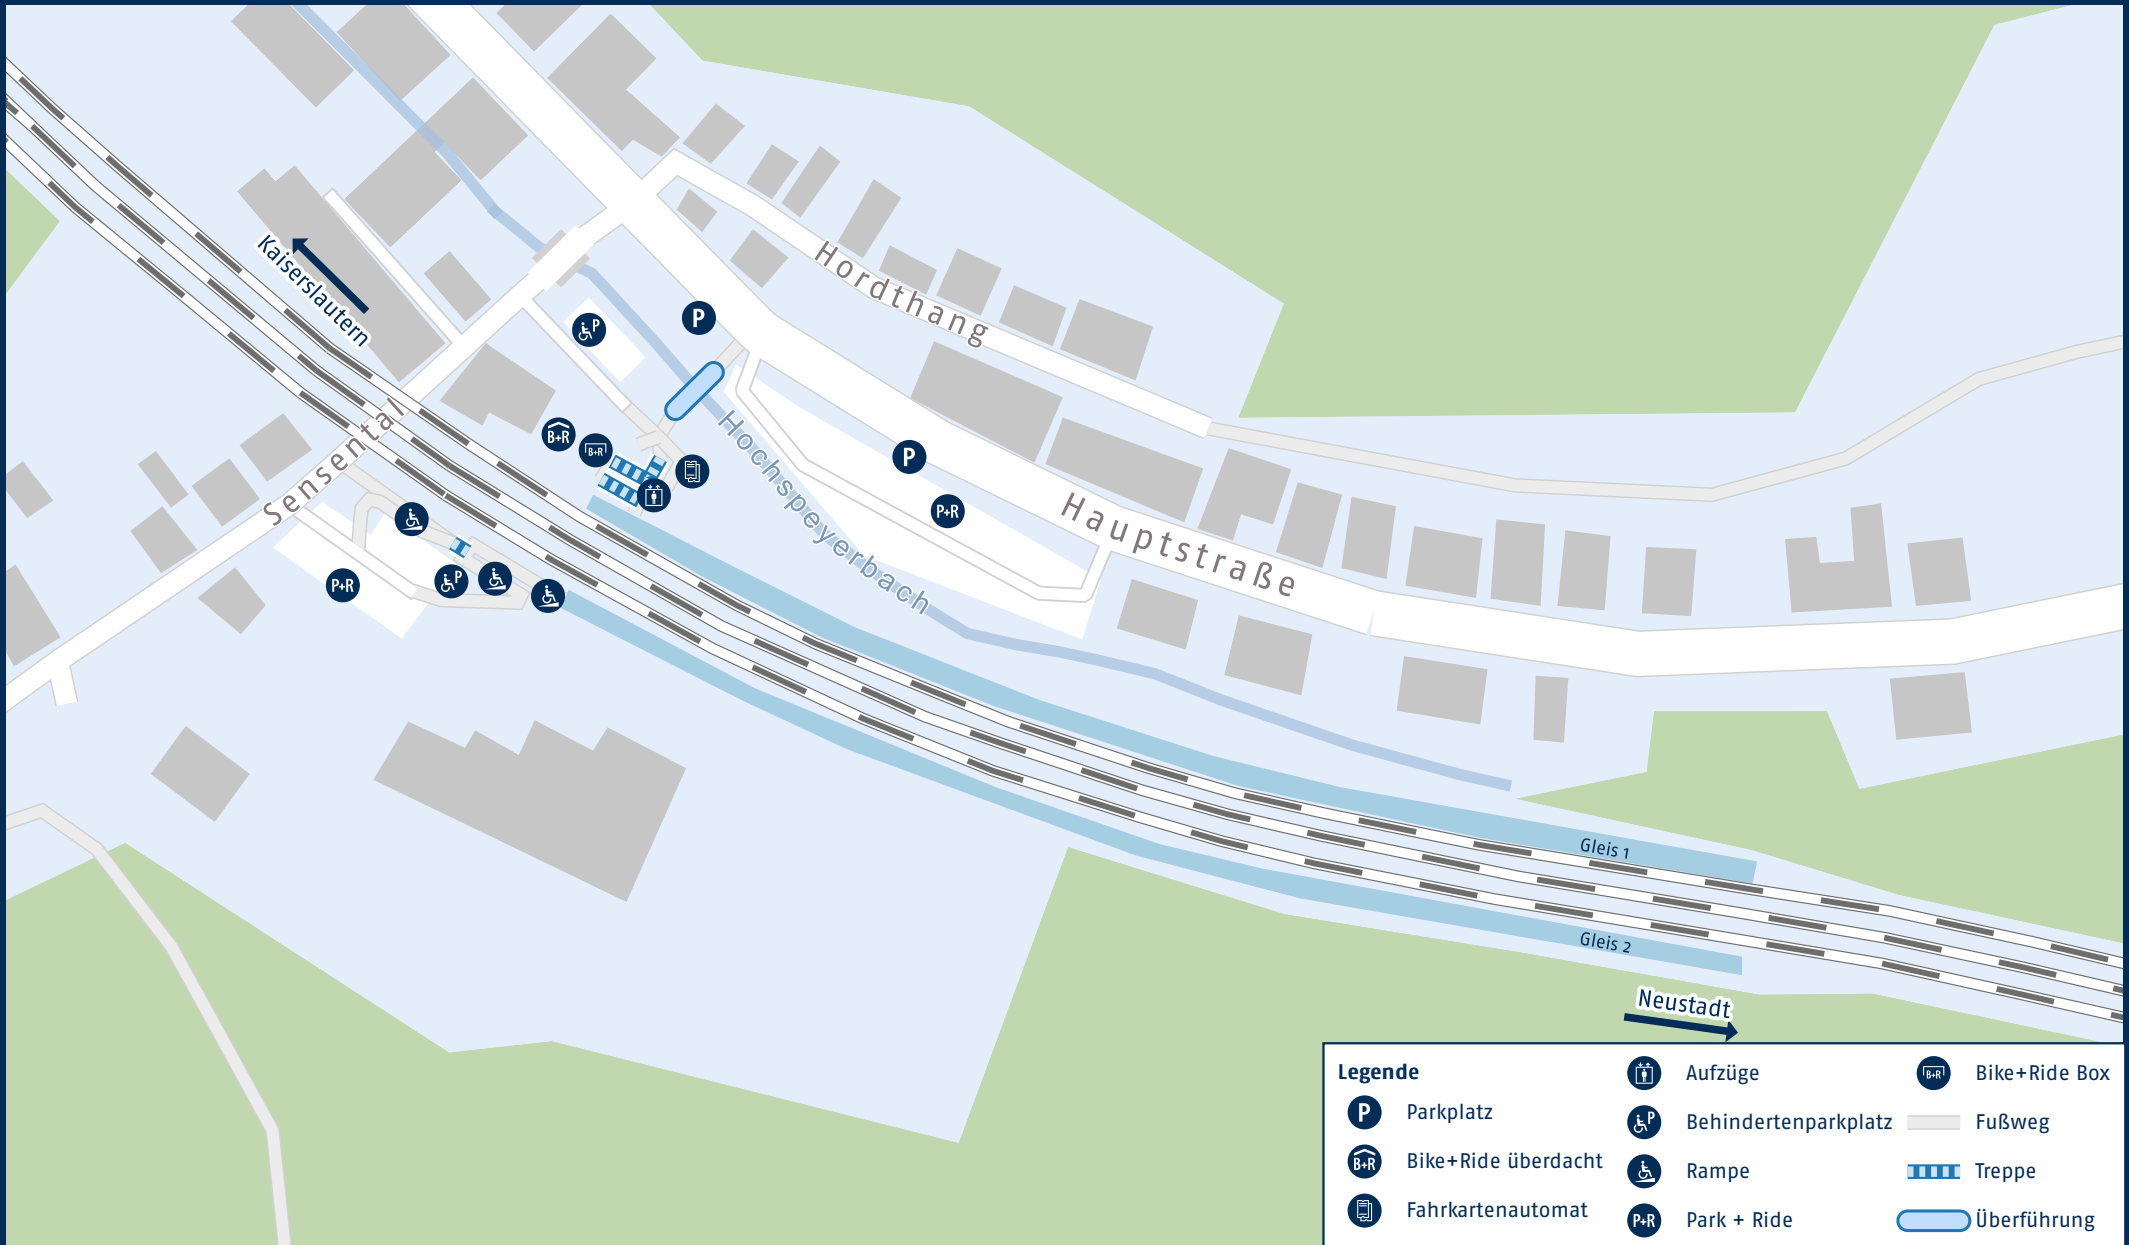 Kaiserslautern
Hordthang
P
P
Sensental
B+R
B+R
Hochspeyerbach
P
P+R
Hauptstraße
P+R
P
Gleis 1
Gleis 2
Neustadt
Legende
P Parkplatz
B+R Bike+Ride überdacht
Fahrkartenautomat
Aufzüge
P Behindertenparkplatz
Rampe
P+R Park + Ride
B+R Bike+Ride Box
Fußweg
Treppe
Überführung